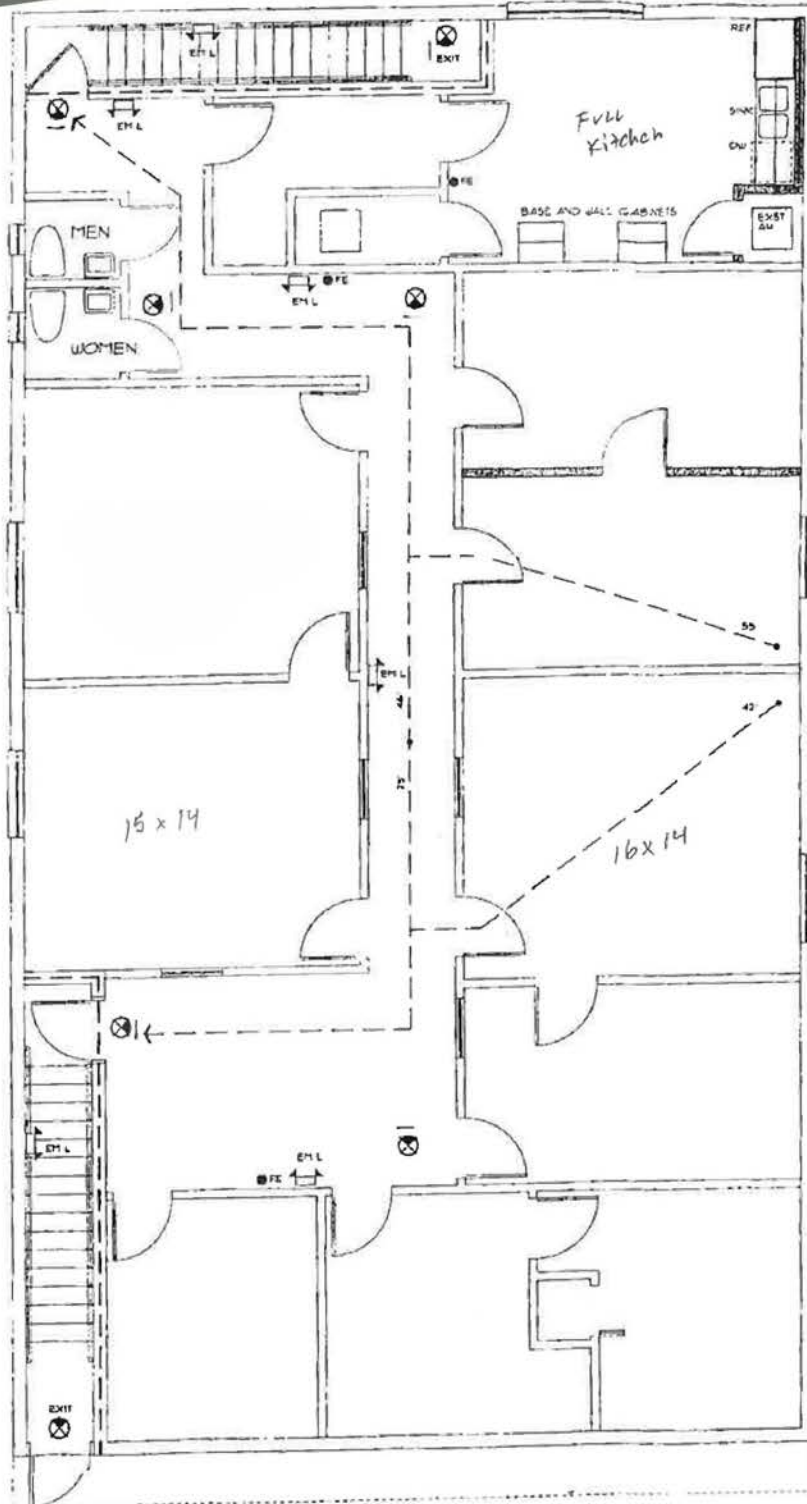 REF
EM L
EXIT
Full
Kitchen
SINK
EM L
FE
BASE AND WALL CABINETS
EXST
AH
MEN
EM L
FE
WOMEN
55'
EM L
42'
15 x 14
16x14
EM L
FE
EXIT